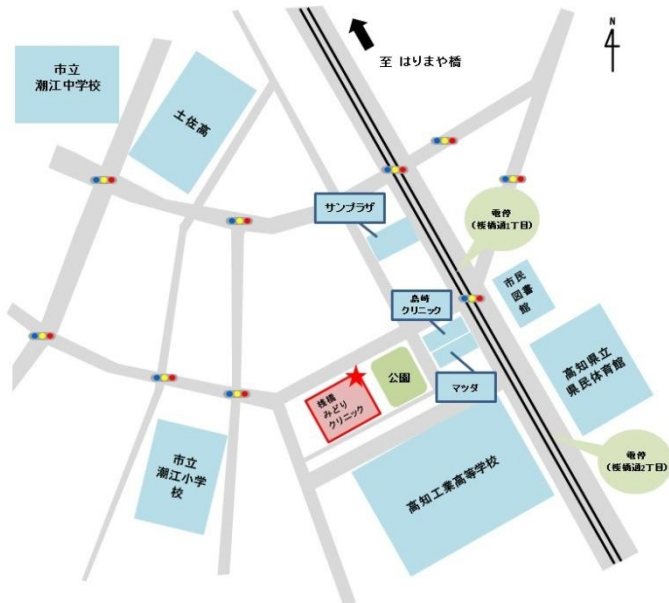 至 はりまや橋
N
市立
潮江中学校
土佐高
サンプラザ
電停
(桟橋通1丁目)
市民
図書
館
島崎
クリニック
高知県立
県民体育館
公園
マツダ
桟橋
みどり
クリニック
市立
潮江小学
校
高知工業高等学校
電停
(桟橋通2丁目)